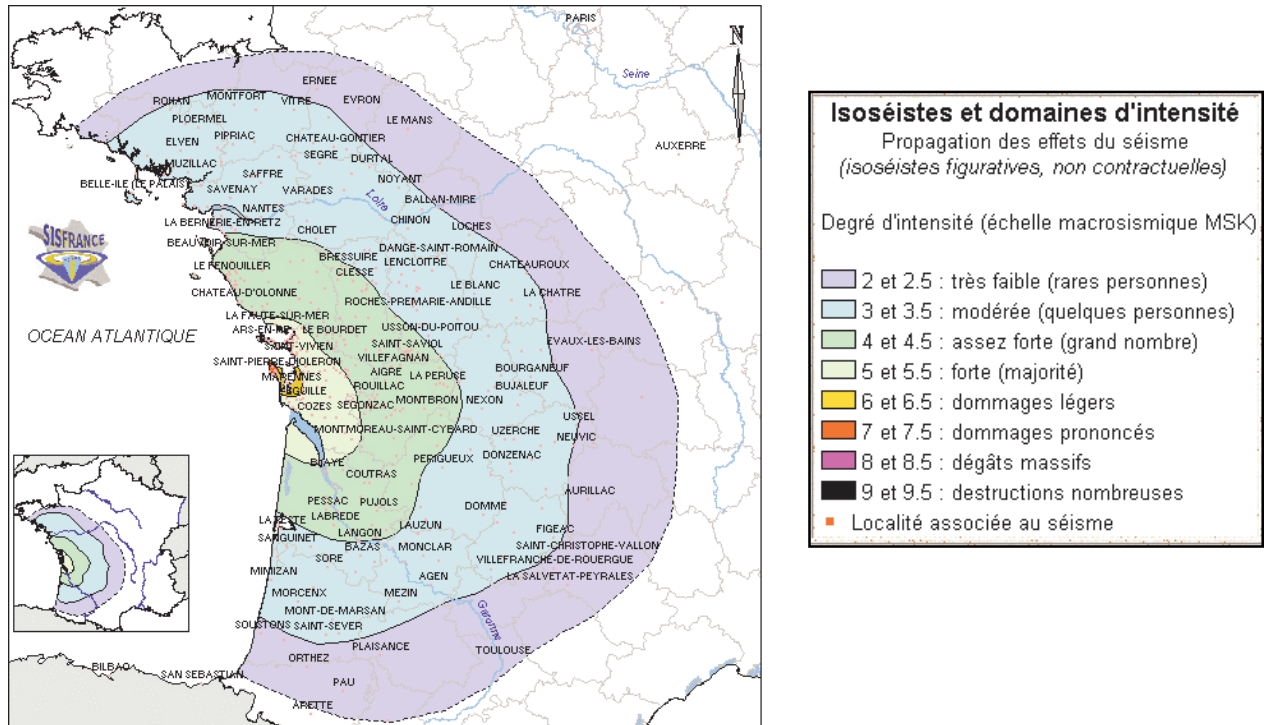 PARIS
N
Seine
ERNEE
MONTFORT
VITRE
EVRON
ROHAN
PLOERMEL
LE MANS
ELVEN
PIPRIAC
CHATEAU-GONTIER
AUXERRE
SEGRE
DURTAL
MUZILLAC
SAFFRE
NOYANT
BELLE-ILE (LE PALAIS)
SAVENAY
VARADES
Loire
BALLAN-MIRE
NANTES
CHINON
LA BERNERIE-EN-RETZ
CHOLET
LOCHES
SISFRANCE
BEAUVOIR-SUR-MER
DANGE-SAINT-ROMAIN
BRESSUIRE
LENCLOITRE
CHATEAUROUX
LE FENOUILLER
CLESSE
LE BLANC
CHATEAU-D'OLONNE
LA CHATRE
ROCHES-PREMARIE-ANDILLE
LA FAUTE-SUR-MER
OCEAN ATLANTIQUE
ARS-EN-RE
LE BOURDET
USSON-DU-POITOU
SAINT-VIVIEN
SAINT-SAVIOL
EVAUX-LES-BAINS
SAINT-PIERRE-D'OLERON
VILLEFAGNAN
MARENNES
AIGRE
LA PERUCE
BOURGANEUF
ROUILLAC
BUJALEUF
COZES
SEGONZAC
MONTBRON
NEXON
USSEL
MONTMOREAU-SAINT-CYBARD
UZERCHE
NEUVIC
BLAYE
PERIGUEUX
DONZENAC
COUTRAS
AURILLAC
PESSAC
PUJOLS
DOMME
LA TESTE
LABREDE
LAUZUN
FIGEAC
SANGUINET
LANGON
BAZAS
MONCLAR
SAINT-CHRISTOPHE-VALLON
SORE
VILLEFRANCHE-DE-ROUERGUE
MIMIZAN
AGEN
LA SALVETAT-PEYRALES
MORCENX
MEZIN
MONT-DE-MARSAN
Garonne
SOUSTONS
SAINT-SEVER
PLAISANCE
TOULOUSE
ORTHEZ
BILBAO
SAN SEBASTIAN
PAU
ARETTE
Isoséistes et domaines d'intensité
Propagation des effets du séisme
(isoséistes figuratives, non contractuelles)
Degré d'intensité (échelle macrosismique MSK)
2 et 2.5 : très faible (rares personnes)
3 et 3.5 : modérée (quelques personnes)
4 et 4.5 : assez forte (grand nombre)
5 et 5.5 : forte (majorité)
6 et 6.5 : dommages légers
7 et 7.5 : dommages prononcés
8 et 8.5 : dégâts massifs
9 et 9.5 : destructions nombreuses
Localité associée au séisme